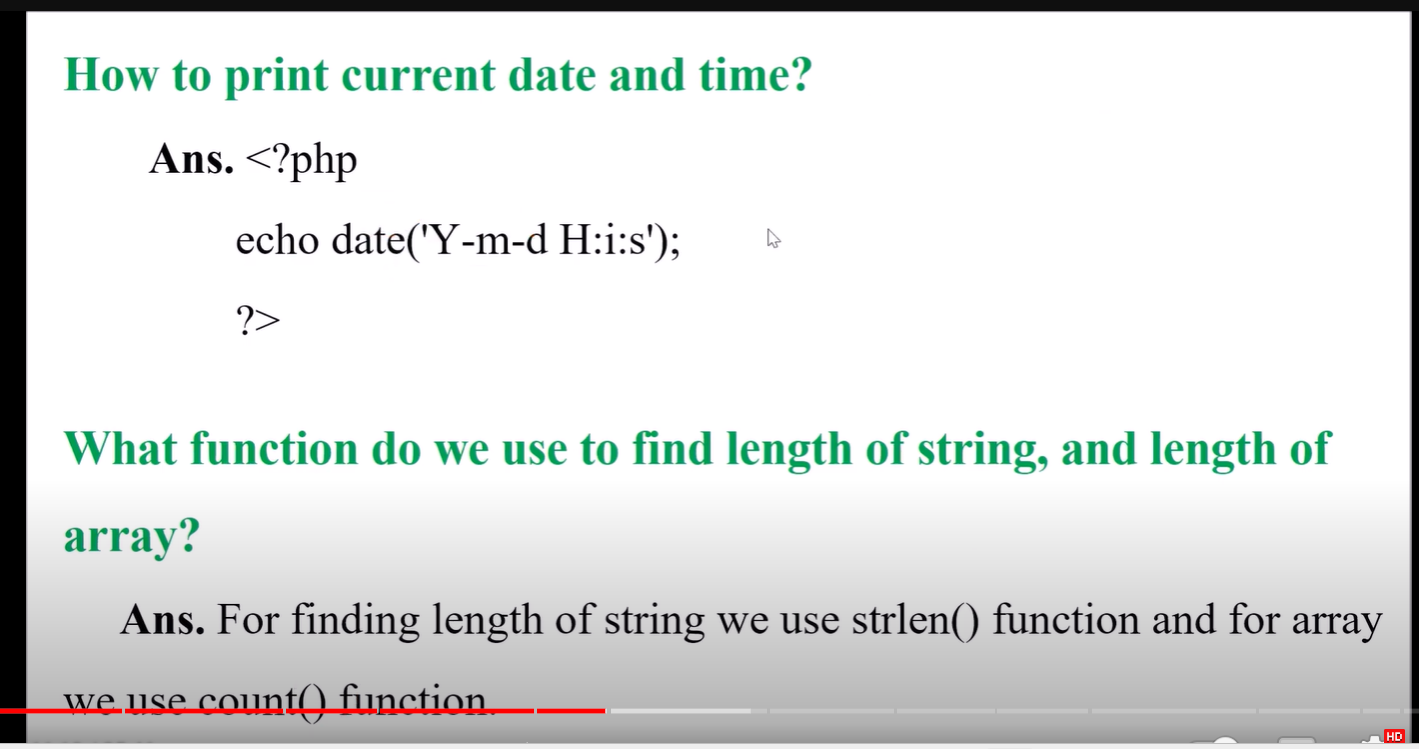 How to print current date and time?
Ans. <?php
echo date('Y-m-d H:i:s');
?>
What function do we use to find length of string, and length of
array?
Ans. For finding length of string we use strlen() function and for array
we use count() function.
HD